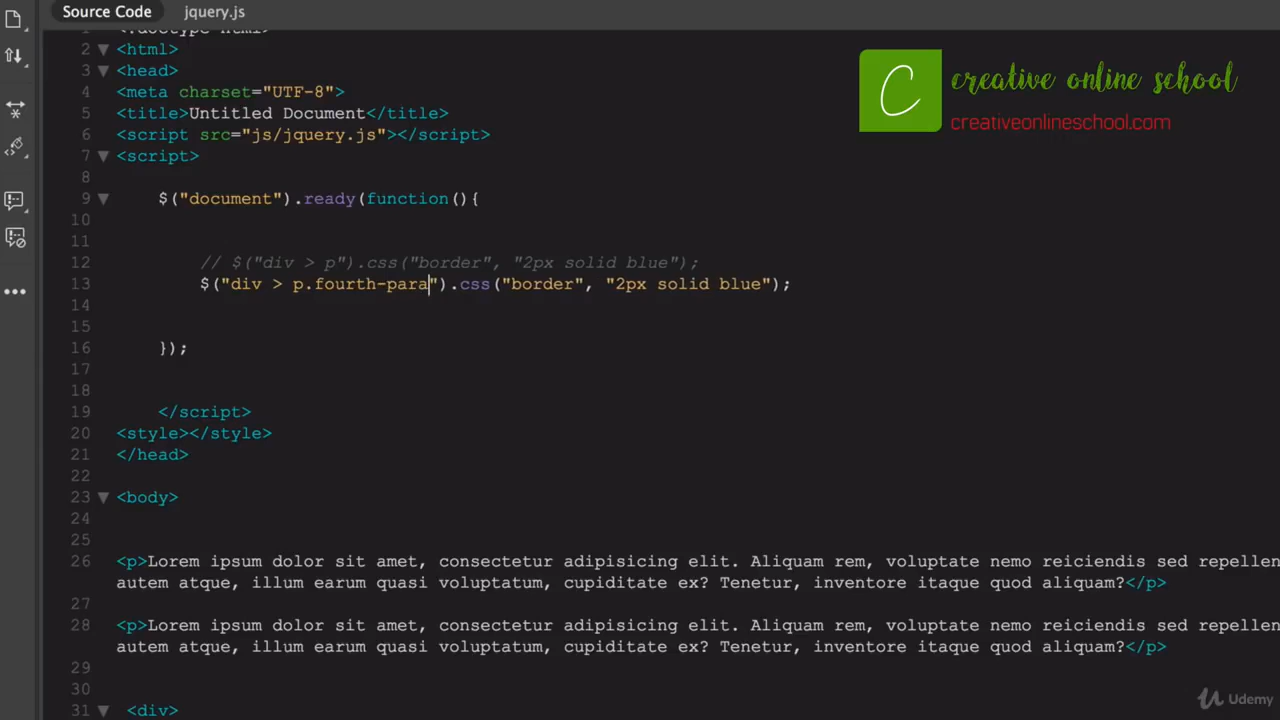 Source Code jquery.js
1 <!doctype html>
2 <html>
3 <head>
4 <meta charset="UTF-8">
5 <title>Untitled Document</title>
6 <script src="js/jquery.js"></script>
7 <script>
8
9 $("document").ready(function(){
10
11
12 // $("div > p").css("border", "2px solid blue");
13 $("div > p.fourth-para").css("border", "2px solid blue");
14
15
16 });
17
18
19 </script>
20 <style></style>
21 </head>
22
23 <body>
24
25
26 <p>Lorem ipsum dolor sit amet, consectetur adipisicing elit. Aliquam rem, voluptate nemo reiciendis sed repellen
autem atque, illum earum quasi voluptatum, cupiditate ex? Tenetur, inventore itaque quod aliquam?</p>
27
28 <p>Lorem ipsum dolor sit amet, consectetur adipisicing elit. Aliquam rem, voluptate nemo reiciendis sed repellen
autem atque, illum earum quasi voluptatum, cupiditate ex? Tenetur, inventore itaque quod aliquam?</p>
29
30
31 <div>
C creative online school
creativeonlineschool.com
Udemy